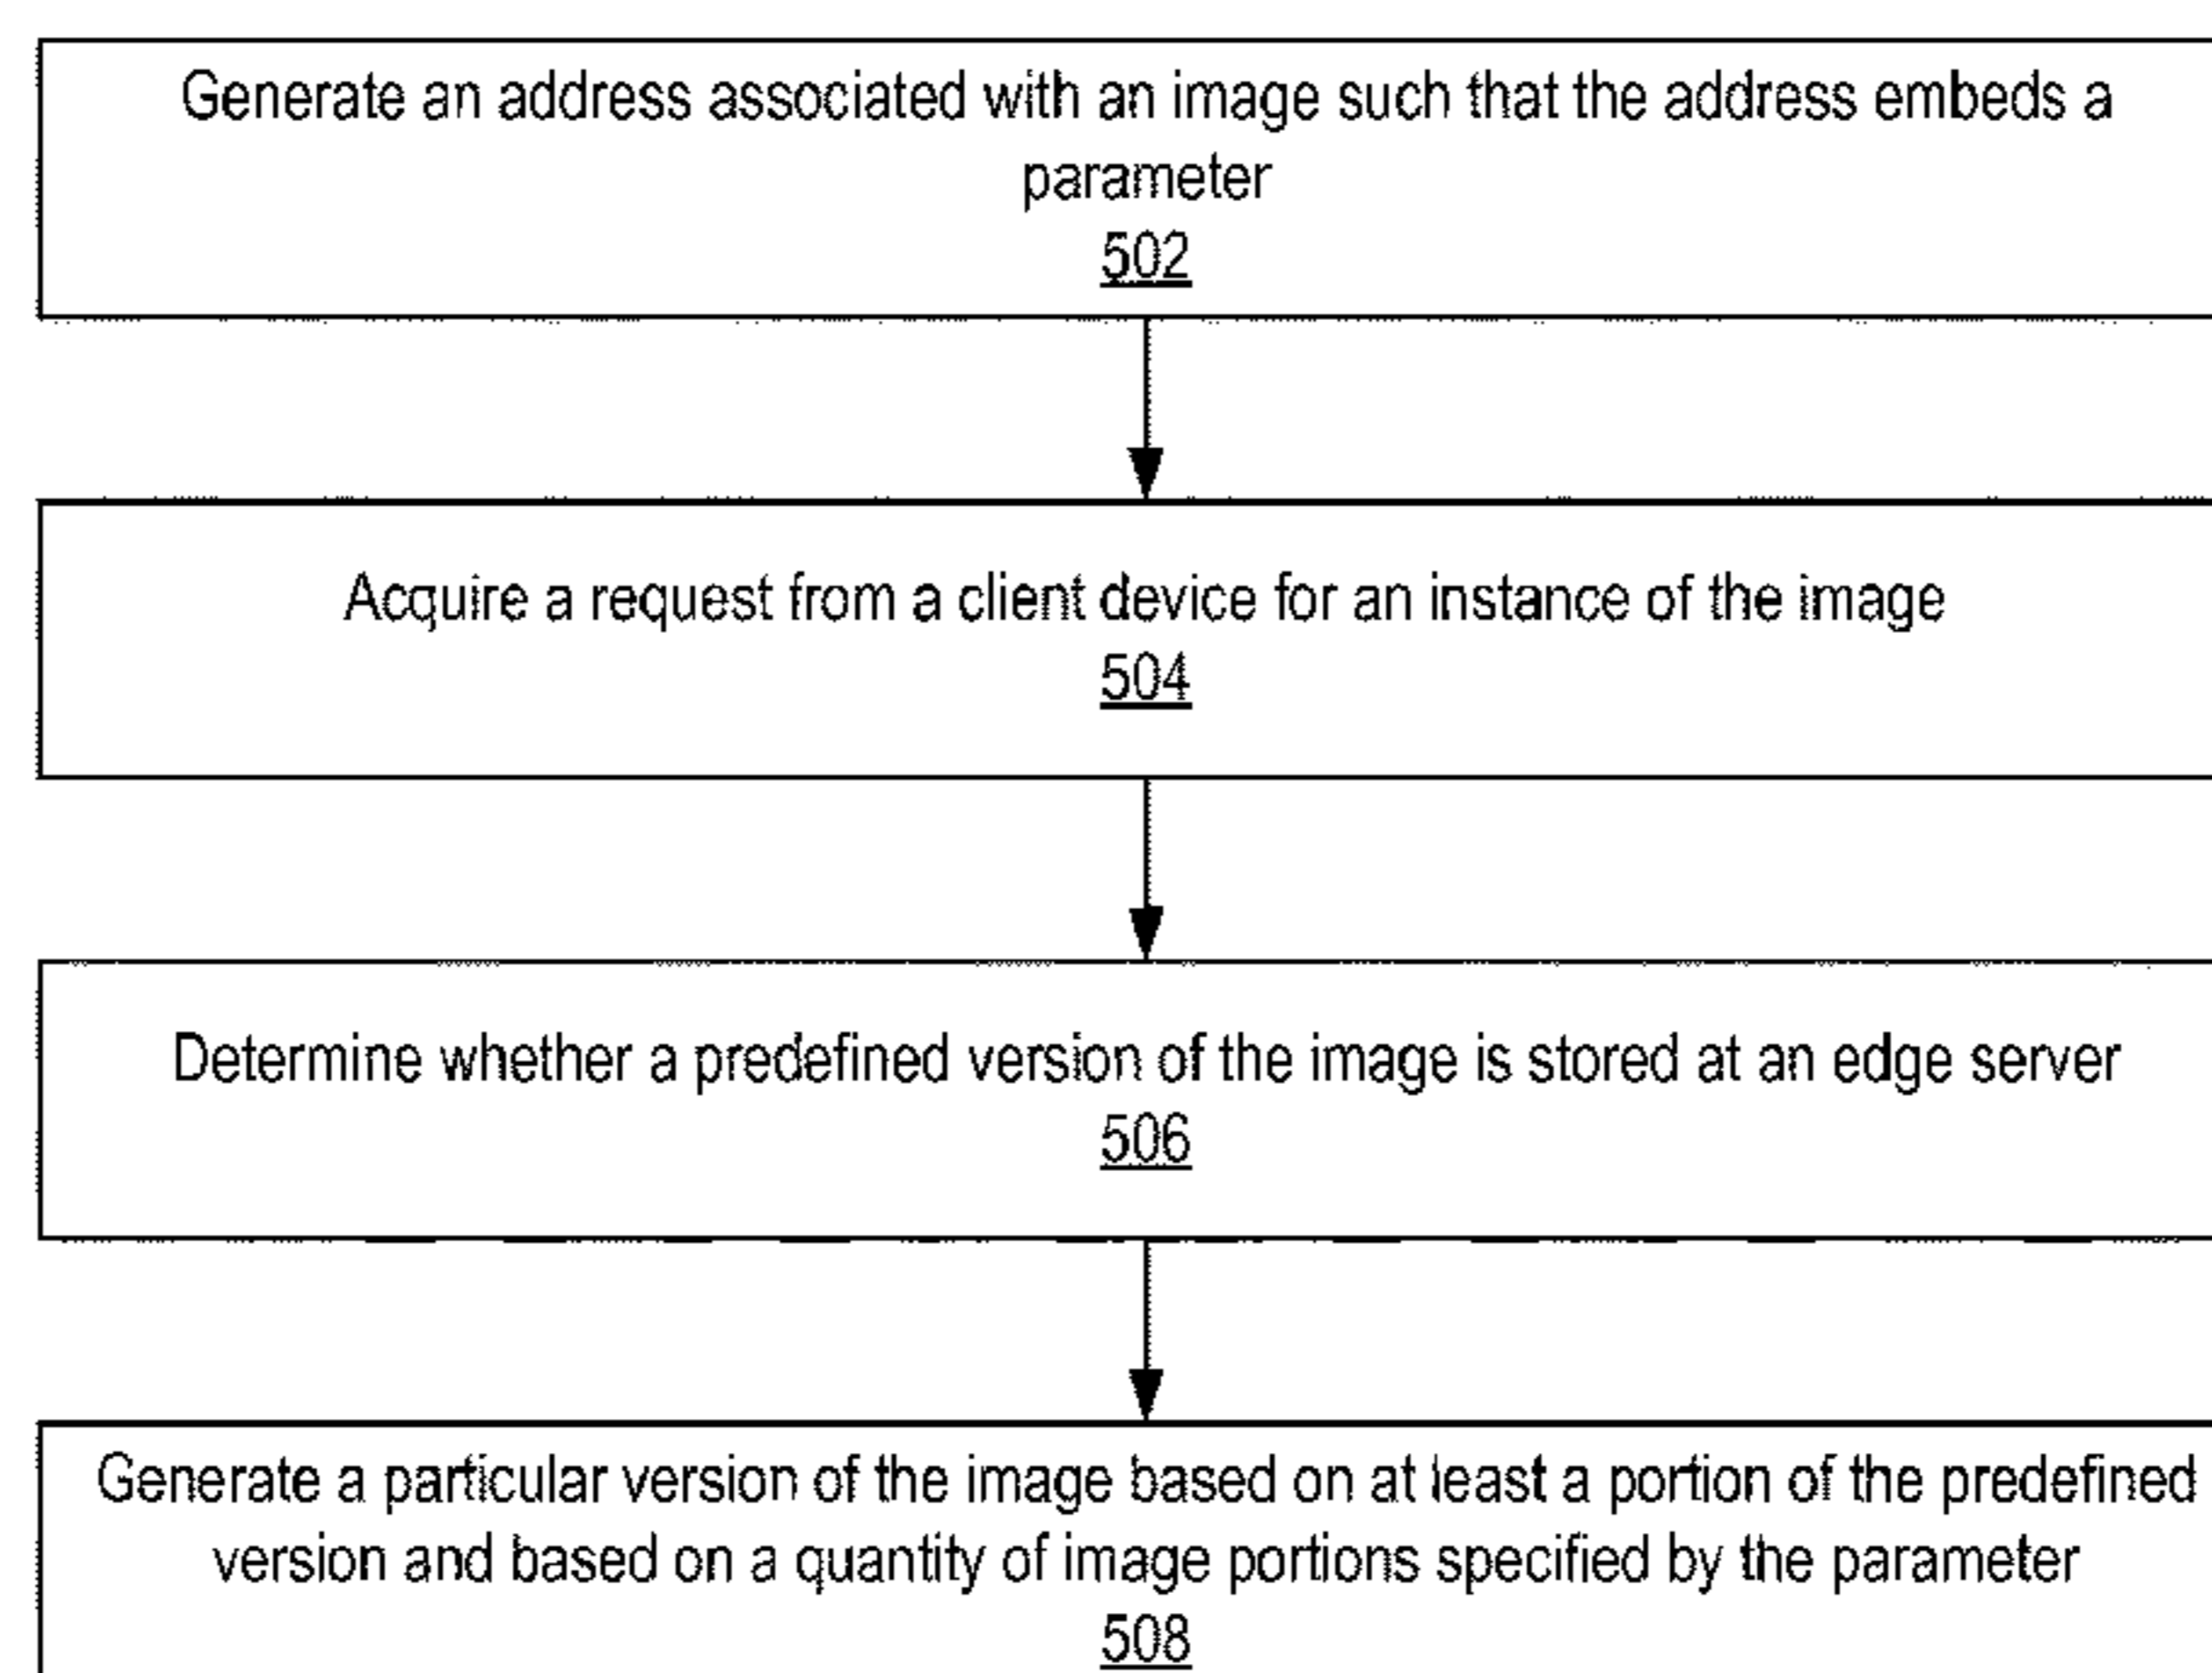 Generate an address associated with an image such that the address embeds a
parameter
502
Acquire a request from a client device for an instance of the image
504
Determine whether a predefined version of the image is stored at an edge server
506
Generate a particular version of the image based on at least a portion of the predefined
version and based on a quantity of image portions specified by the parameter
508